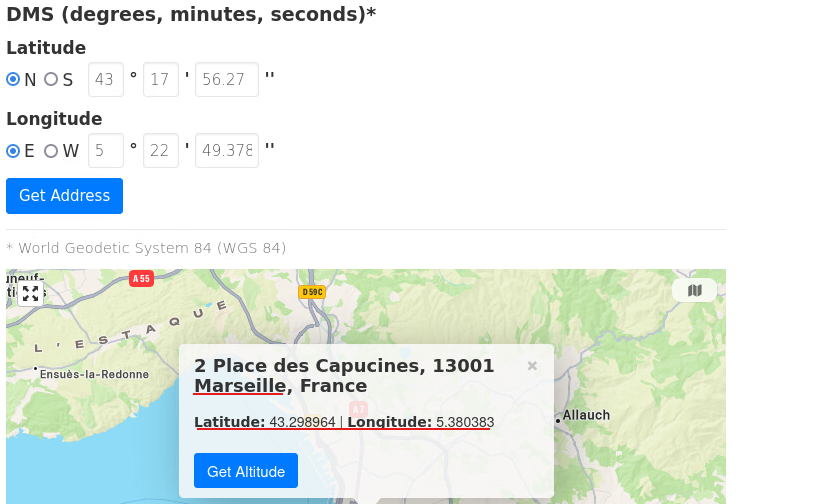 DMS (degrees, minutes, seconds)*
Latitude
N S 43 ° 17 ' 56.27 ''
Longitude
E W 5 ° 22 ' 49.378 ''
Get Address
* World Geodetic System 84 (WGS 84)
A 55
D 59C
L'ESTAQUE
Ensuès-la-Redonne
2 Place des Capucines, 13001 ×
Marseille, France
A7
Allauch
Latitude: 43.298964 | Longitude: 5.380383
Get Altitude